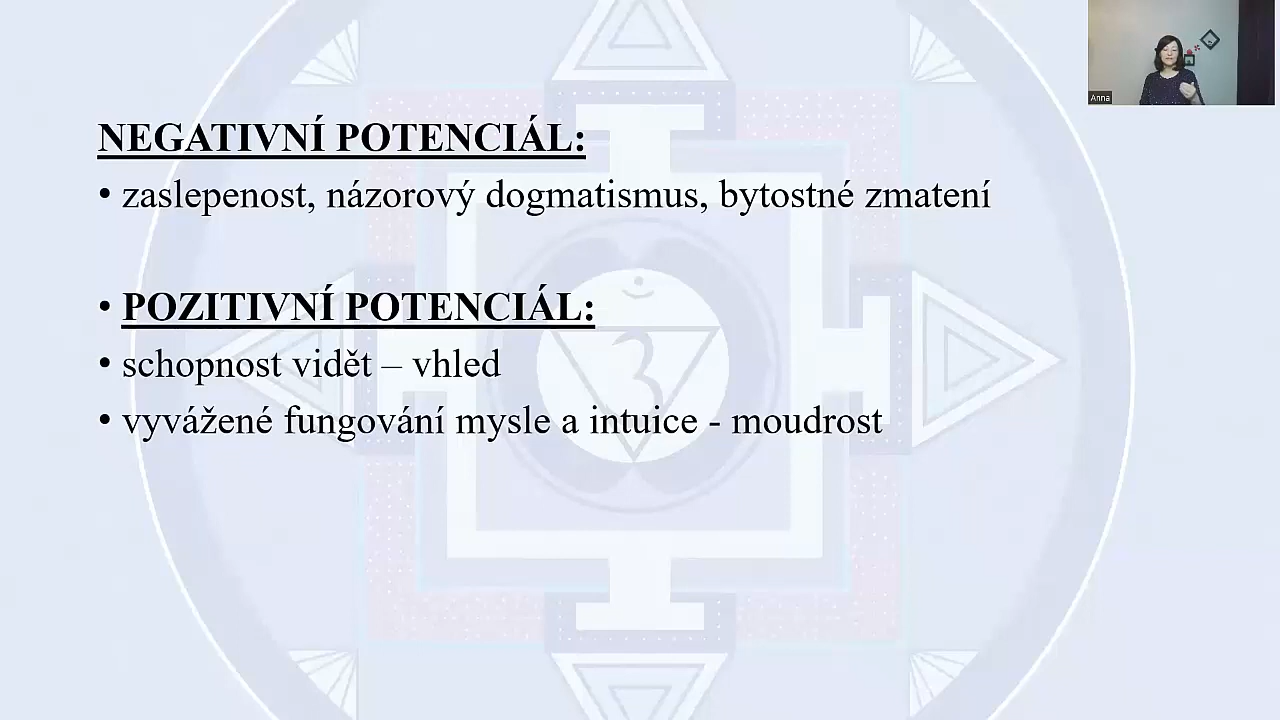 Anna
NEGATIVNÍ POTENCIÁL:
• zaslepenost, názorový dogmatismus, bytostné zmatení
• POZITIVNÍ POTENCIÁL:
• schopnost vidět – vhled
• vyvážené fungování mysle a intuice - moudrost